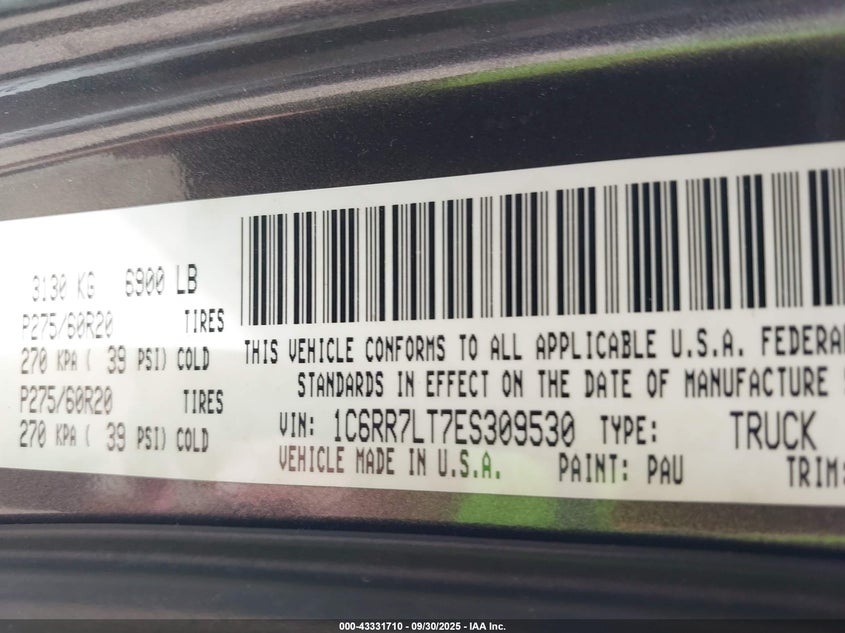 3130 KG 6900 LB
P275/60R20 TIRES
270 KPA ( 39 PSI) COLD
P275/60R20 TIRES
270 KPA ( 39 PSI) COLD
THIS VEHICLE CONFORMS TO ALL APPLICABLE U.S.A. FEDERA
STANDARDS IN EFFECT ON THE DATE OF MANUFACTURE
VIN: 1C6RR7LT7ES309530 TYPE: TRUCK
VEHICLE MADE IN U.S.A. PAINT: PAU TRIM:
000-43331710 - 09/30/2025 - IAA Inc.